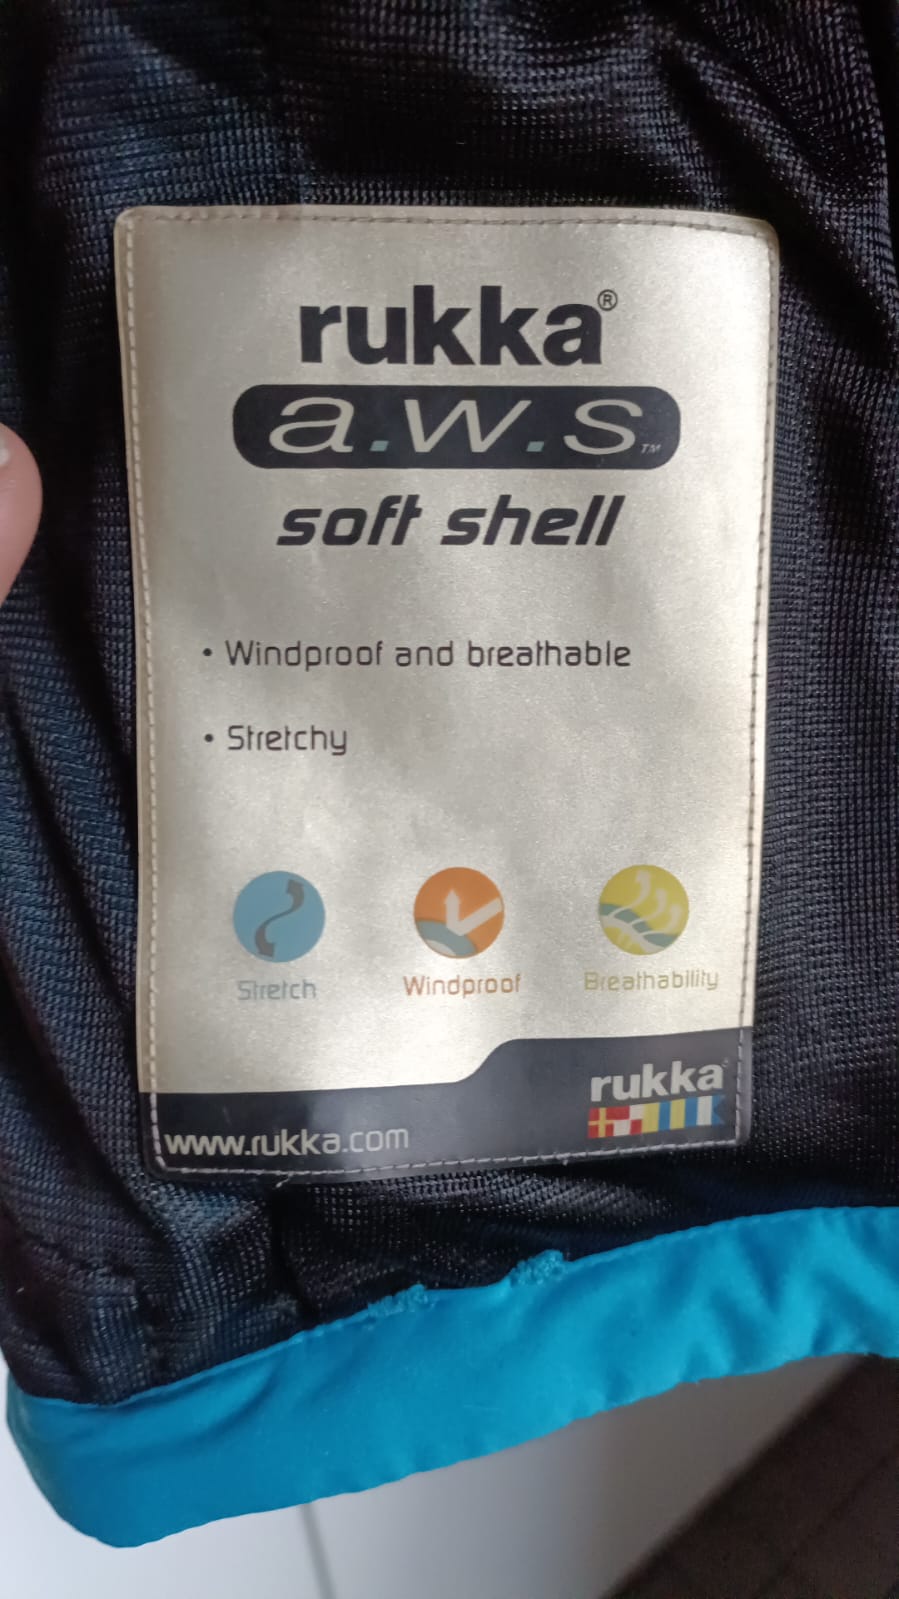 rukka®
a.w.s™
soft shell
• Windproof and breathable
• Stretchy
Stretch Windproof Breathability
rukka
www.rukka.com